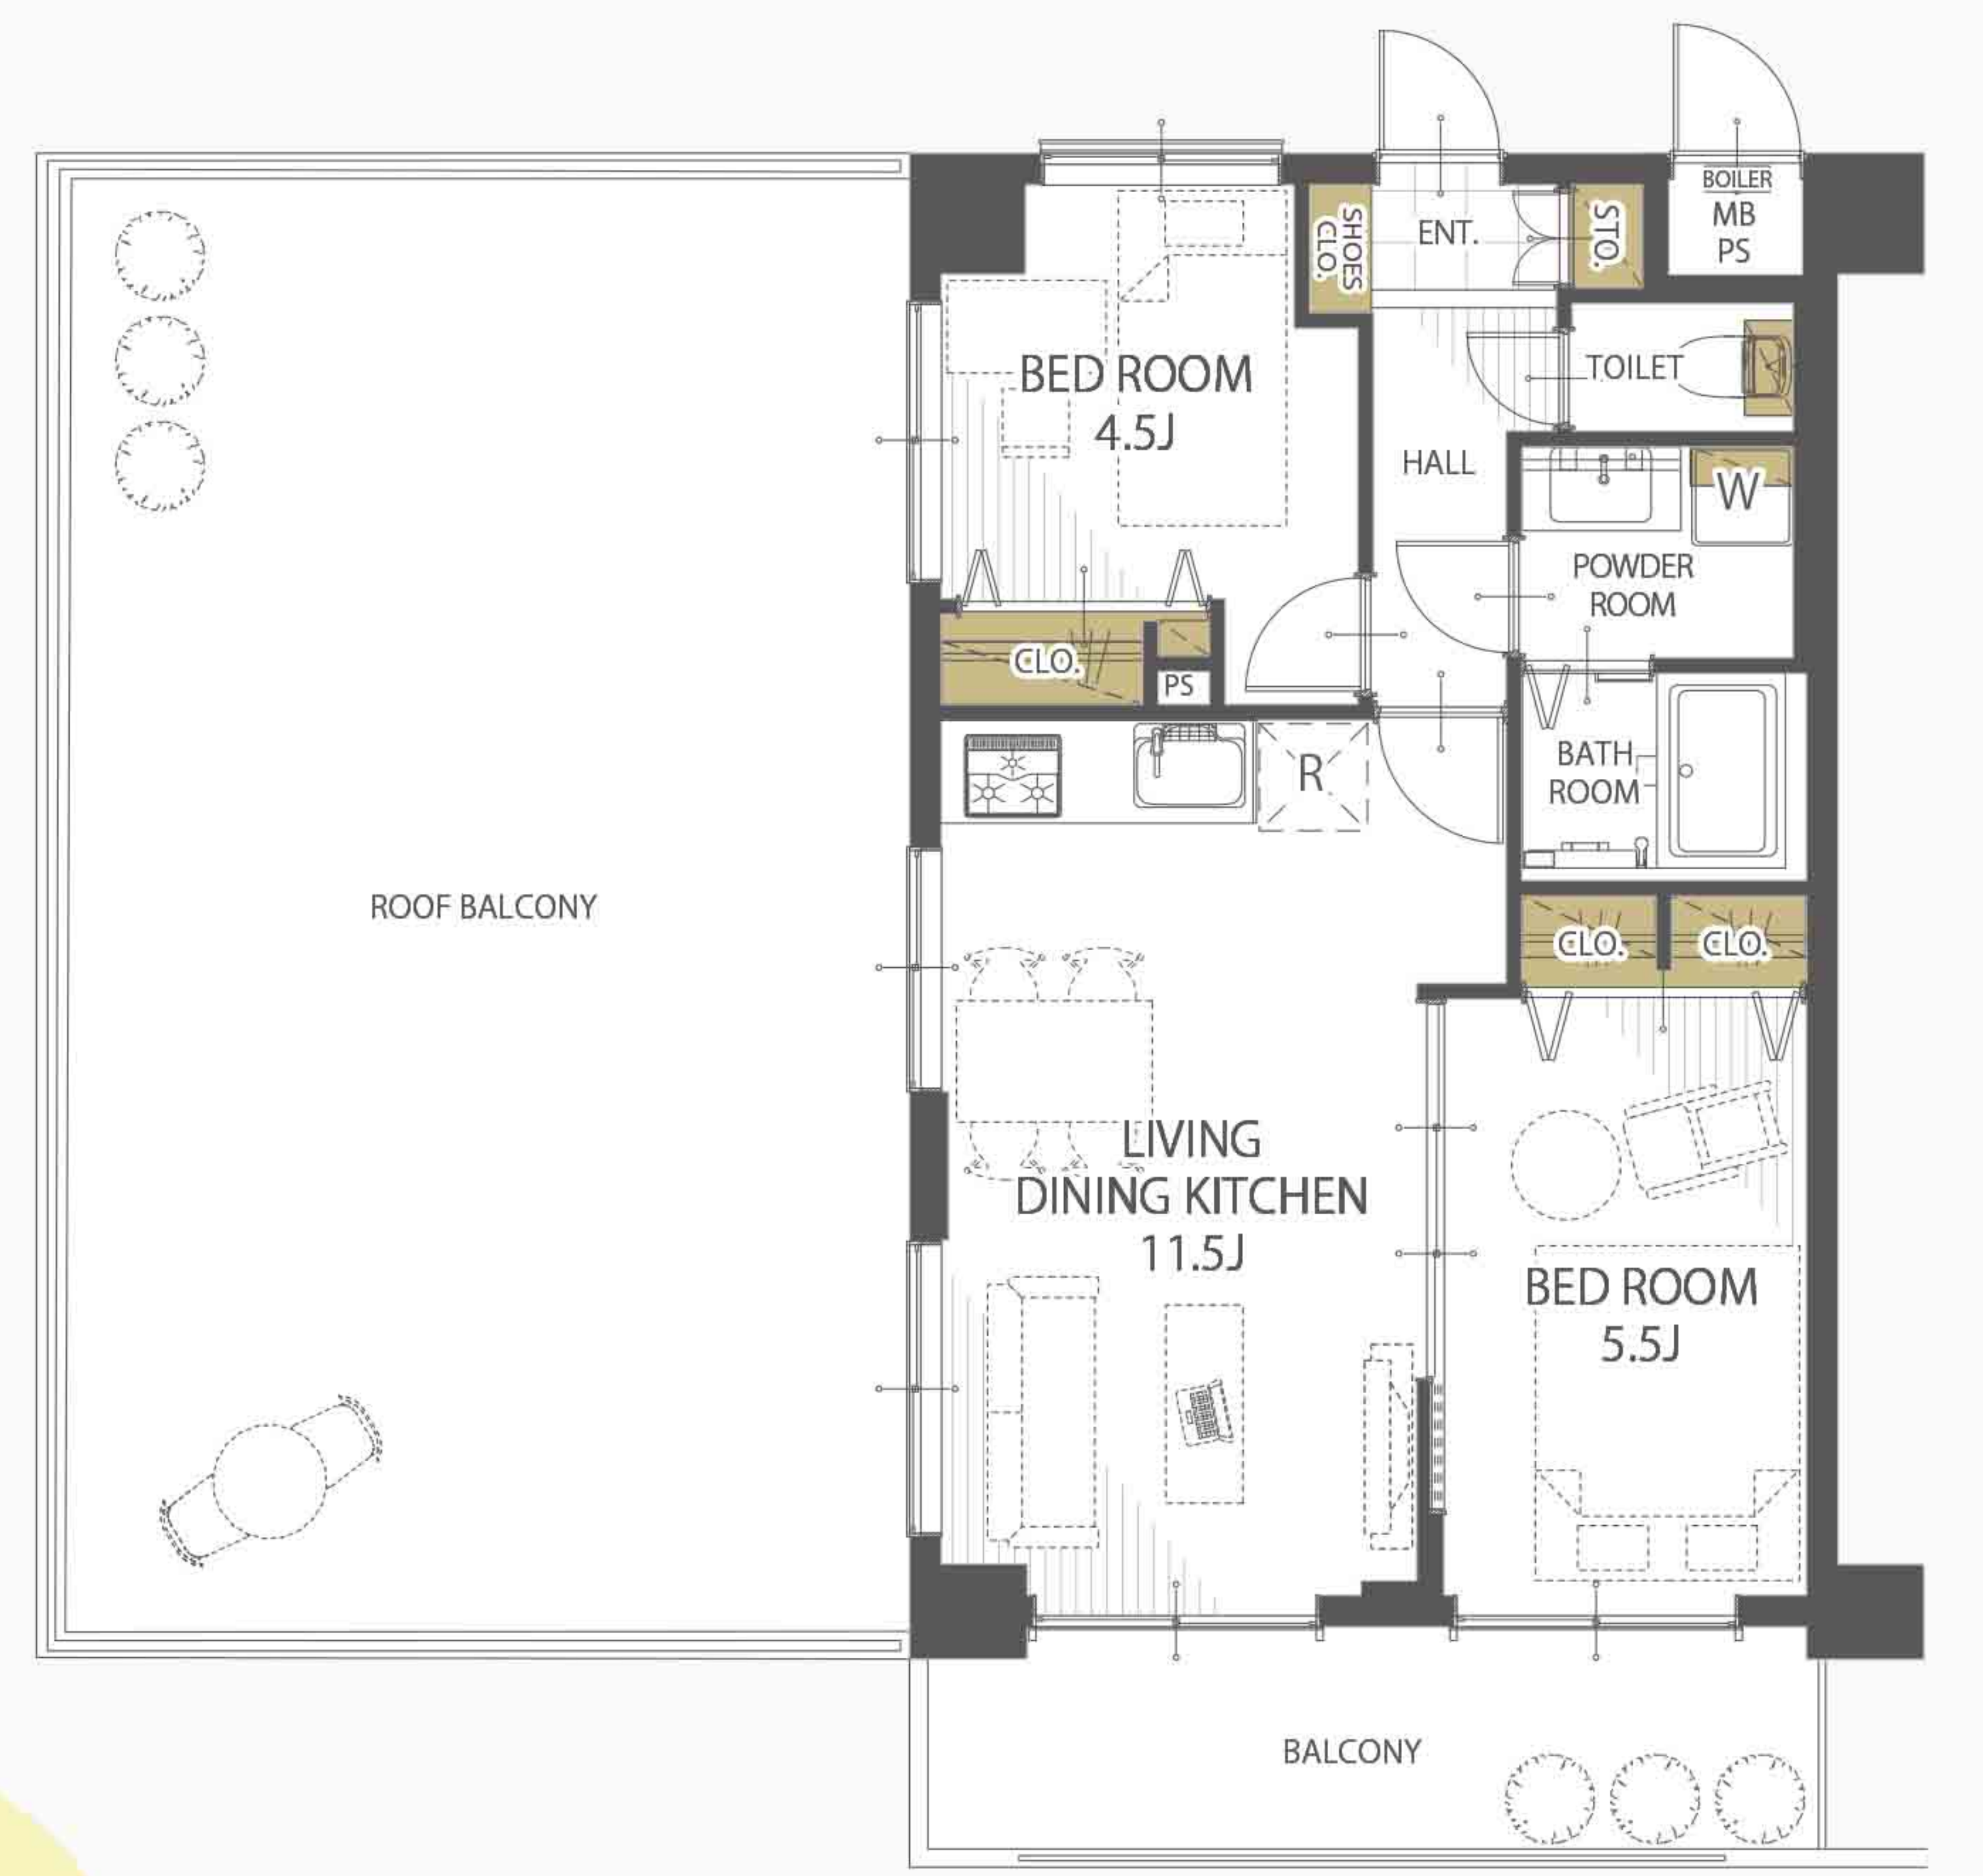 BOILER
MB
PS
SHOES
CLO.
ENT.
STO.
BED ROOM
4.5J
TOILET
HALL
W
POWDER
ROOM
CLO.
PS
R
BATH
ROOM
ROOF BALCONY
CLO.
CLO.
LIVING
DINING KITCHEN
11.5J
BED ROOM
5.5J
BALCONY